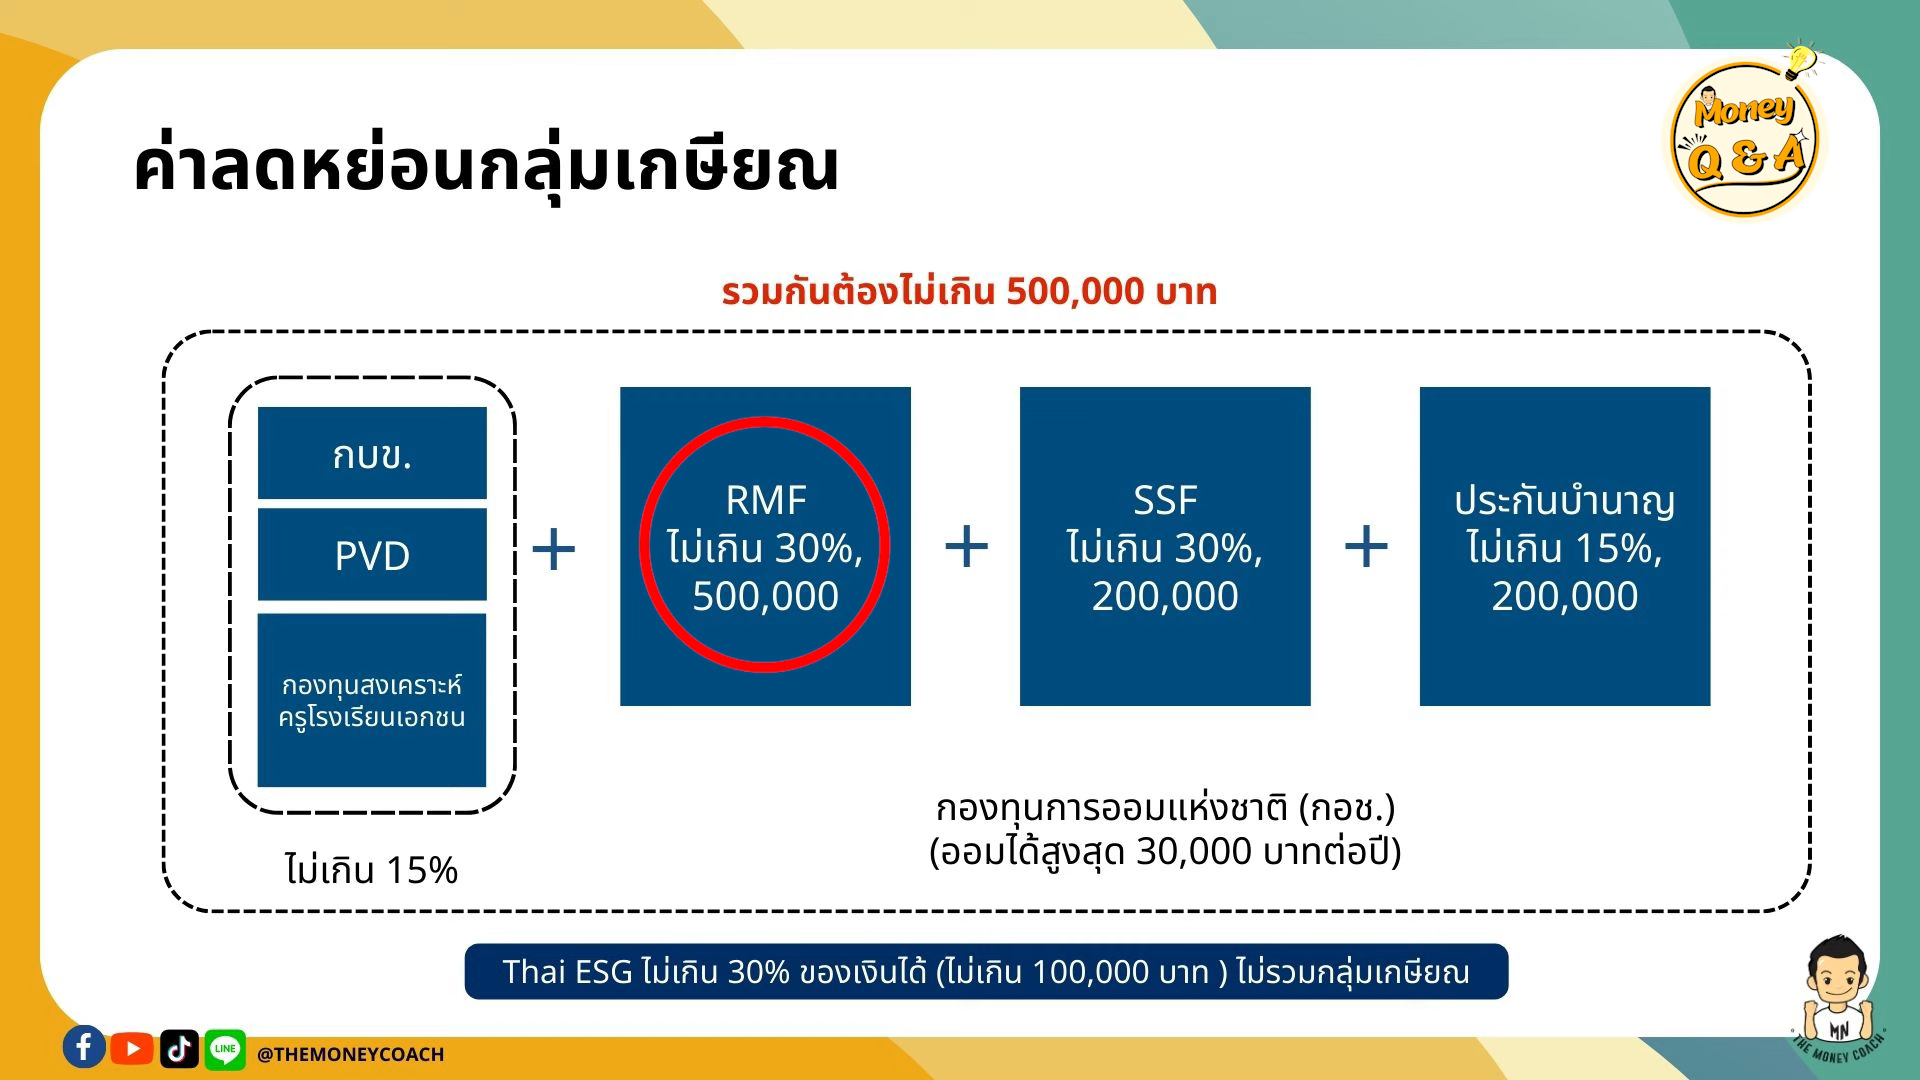 ค่าลดหย่อนกลุ่มเกษียณ
Money
Q & A
รวมกันต้องไม่เกิน 500,000 บาท
กบข.
PVD
กองทุนสงเคราะห์
ครูโรงเรียนเอกชน
ไม่เกิน 15%
+
RMF
ไม่เกิน 30%,
500,000
+
SSF
ไม่เกิน 30%,
200,000
+
ประกันบำนาญ
ไม่เกิน 15%,
200,000
กองทุนการออมแห่งชาติ (กอช.)
(ออมได้สูงสุด 30,000 บาทต่อปี)
Thai ESG ไม่เกิน 30% ของเงินได้ (ไม่เกิน 100,000 บาท ) ไม่รวมกลุ่มเกษียณ
LINE
@THEMONEYCOACH
MN
THE MONEY COACH